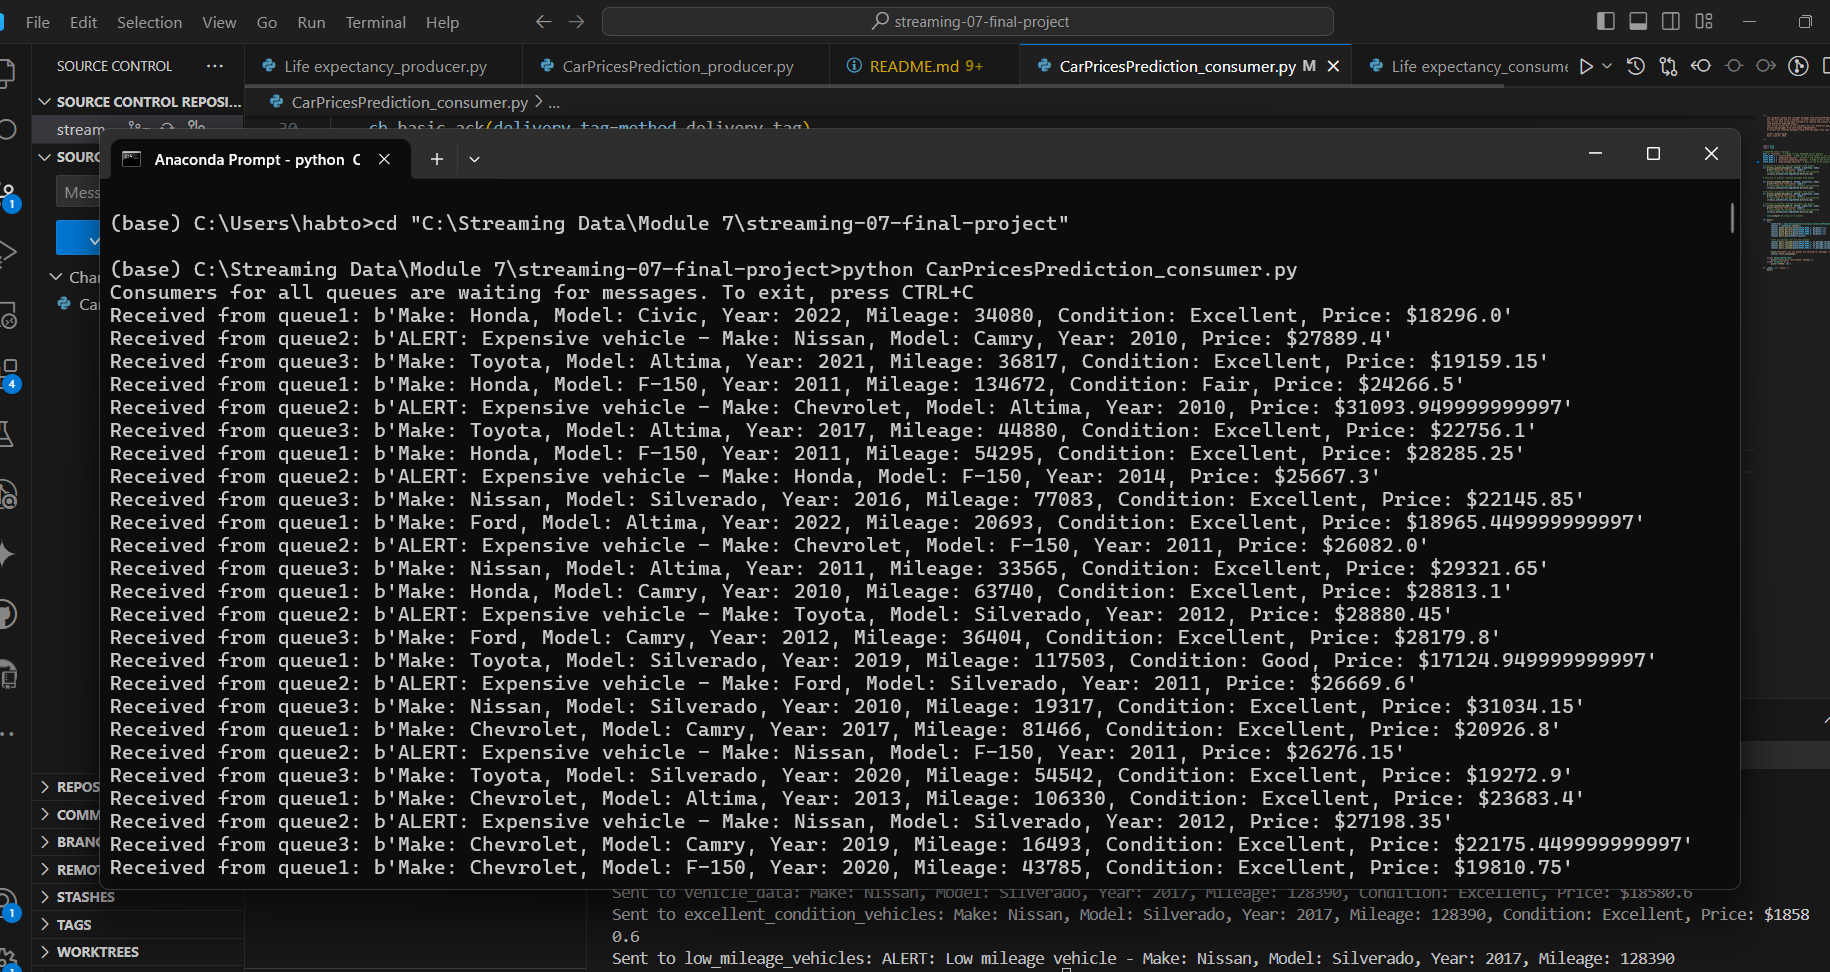 File Edit Selection View Go Run Terminal Help streaming-07-final-project
SOURCE CONTROL
Life expectancy_producer.py
CarPricesPrediction_producer.py
README.md 9+
CarPricesPrediction_consumer.py M
Life expectancy_consume
SOURCE CONTROL REPOSI...
CarPricesPrediction_consumer.py > ...
stream
30 ch.basic_ack(delivery_tag=method.delivery_tag)
SOURC
Anaconda Prompt - python C
Mess
1
(base) C:\Users\habto>cd "C:\Streaming Data\Module 7\streaming-07-final-project"
(base) C:\Streaming Data\Module 7\streaming-07-final-project>python CarPricesPrediction_consumer.py
Chan
Consumers for all queues are waiting for messages. To exit, press CTRL+C
Ca
Received from queue1: b'Make: Honda, Model: Civic, Year: 2022, Mileage: 34080, Condition: Excellent, Price: $18296.0'
Received from queue2: b'ALERT: Expensive vehicle - Make: Nissan, Model: Camry, Year: 2010, Price: $27889.4'
Received from queue3: b'Make: Toyota, Model: Altima, Year: 2021, Mileage: 36817, Condition: Excellent, Price: $19159.15'
4
Received from queue1: b'Make: Honda, Model: F-150, Year: 2011, Mileage: 134672, Condition: Fair, Price: $24266.5'
Received from queue2: b'ALERT: Expensive vehicle - Make: Chevrolet, Model: Altima, Year: 2010, Price: $31093.949999999997'
Received from queue3: b'Make: Toyota, Model: Altima, Year: 2017, Mileage: 44880, Condition: Excellent, Price: $22756.1'
Received from queue1: b'Make: Honda, Model: F-150, Year: 2011, Mileage: 54295, Condition: Excellent, Price: $28285.25'
Received from queue2: b'ALERT: Expensive vehicle - Make: Honda, Model: F-150, Year: 2014, Price: $25667.3'
Received from queue3: b'Make: Nissan, Model: Silverado, Year: 2016, Mileage: 77083, Condition: Excellent, Price: $22145.85'
Received from queue1: b'Make: Ford, Model: Altima, Year: 2022, Mileage: 20693, Condition: Excellent, Price: $18965.449999999997'
Received from queue2: b'ALERT: Expensive vehicle - Make: Chevrolet, Model: F-150, Year: 2011, Price: $26082.0'
Received from queue3: b'Make: Nissan, Model: Altima, Year: 2011, Mileage: 33565, Condition: Excellent, Price: $29321.65'
Received from queue1: b'Make: Honda, Model: Camry, Year: 2010, Mileage: 63740, Condition: Excellent, Price: $28813.1'
Received from queue2: b'ALERT: Expensive vehicle - Make: Toyota, Model: Silverado, Year: 2012, Price: $28880.45'
Received from queue3: b'Make: Ford, Model: Camry, Year: 2012, Mileage: 36404, Condition: Excellent, Price: $28179.8'
Received from queue1: b'Make: Toyota, Model: Silverado, Year: 2019, Mileage: 117503, Condition: Good, Price: $17124.949999999997'
Received from queue2: b'ALERT: Expensive vehicle - Make: Ford, Model: Silverado, Year: 2011, Price: $26669.6'
Received from queue3: b'Make: Nissan, Model: Silverado, Year: 2010, Mileage: 19317, Condition: Excellent, Price: $31034.15'
Received from queue1: b'Make: Chevrolet, Model: Camry, Year: 2017, Mileage: 81466, Condition: Excellent, Price: $20926.8'
Received from queue2: b'ALERT: Expensive vehicle - Make: Nissan, Model: F-150, Year: 2011, Price: $26276.15'
Received from queue3: b'Make: Toyota, Model: Silverado, Year: 2020, Mileage: 54542, Condition: Excellent, Price: $19272.9'
REPOS
Received from queue1: b'Make: Chevrolet, Model: Altima, Year: 2013, Mileage: 106330, Condition: Excellent, Price: $23683.4'
COMM
Received from queue2: b'ALERT: Expensive vehicle - Make: Nissan, Model: Silverado, Year: 2012, Price: $27198.35'
BRANC
Received from queue3: b'Make: Chevrolet, Model: Camry, Year: 2019, Mileage: 16493, Condition: Excellent, Price: $22175.449999999997'
REMOT
Received from queue1: b'Make: Chevrolet, Model: F-150, Year: 2020, Mileage: 43785, Condition: Excellent, Price: $19810.75'
STASHES
Sent to vehicle_data: Make: Nissan, Model: Silverado, Year: 2017, Mileage: 128390, Condition: Excellent, Price: $18580.6
1
Sent to excellent_condition_vehicles: Make: Nissan, Model: Silverado, Year: 2017, Mileage: 128390, Condition: Excellent, Price: $1858
TAGS
0.6
WORKTREES
Sent to low_mileage_vehicles: ALERT: Low mileage vehicle - Make: Nissan, Model: Silverado, Year: 2017, Mileage: 128390